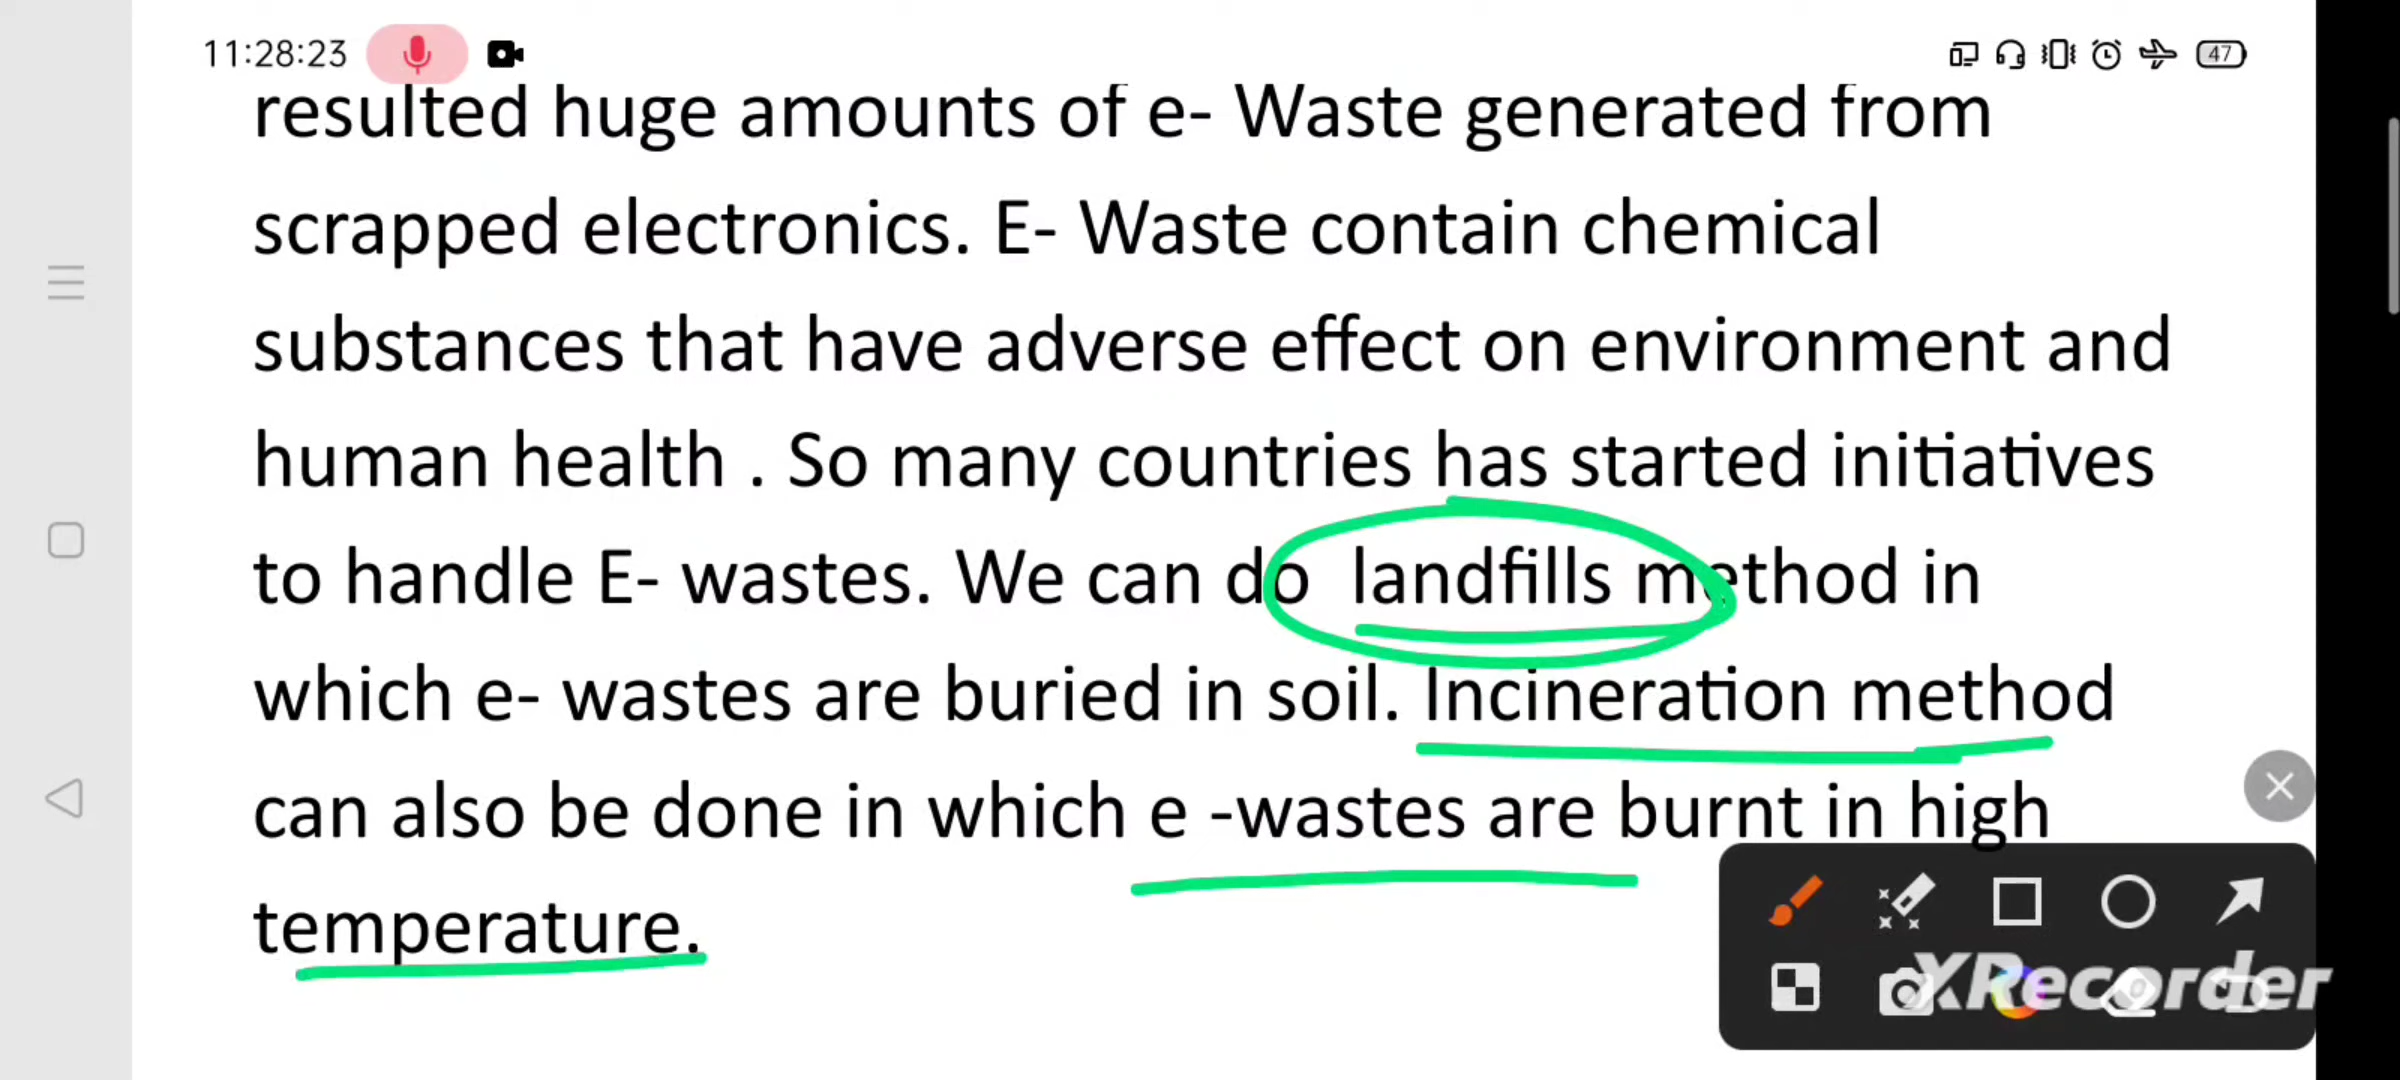 11:28:23
47
resulted huge amounts of e- Waste generated from
scrapped electronics. E- Waste contain chemical
substances that have adverse effect on environment and
human health . So many countries has started initiatives
to handle E- wastes. We can do landfills method in
which e- wastes are buried in soil. Incineration method
can also be done in which e -wastes are burnt in high
temperature.
XRecorder